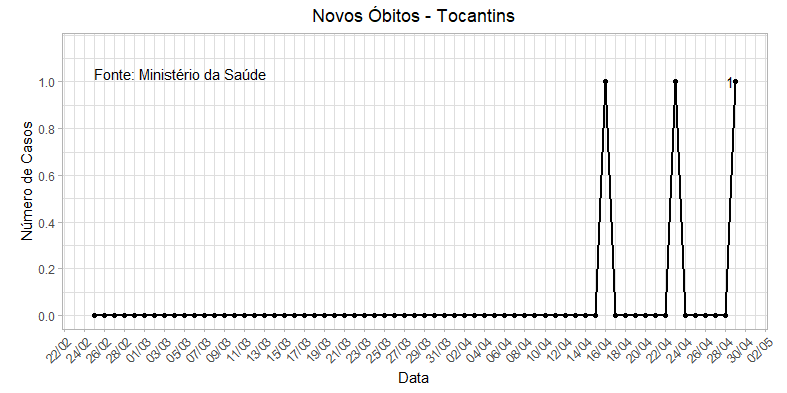 Novos Óbitos - Tocantins
Fonte: Ministério da Saúde
1
Número de Casos
1.0
0.8
0.6
0.4
0.2
0.0
22/02 24/02 26/02 28/02 01/03 03/03 05/03 07/03 09/03 11/03 13/03 15/03 17/03 19/03 21/03 23/03 25/03 27/03 29/03 31/03 02/04 04/04 06/04 08/04 10/04 12/04 14/04 16/04 18/04 20/04 22/04 24/04 26/04 28/04 30/04 02/05
Data